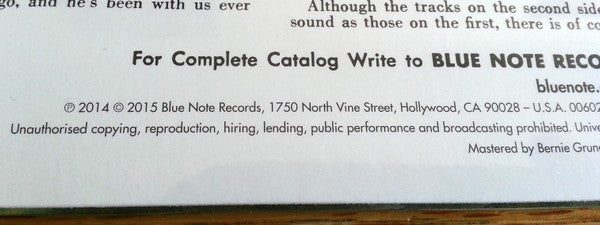 go, and he's been with us ever
Although the tracks on the second side
sound as those on the first, there is of co
For Complete Catalog Write to BLUE NOTE RECO
bluenote.
℗ 2014 © 2015 Blue Note Records, 1750 North Vine Street, Hollywood, CA 90028 – U.S.A. 00602
Unauthorised copying, reproduction, hiring, lending, public performance and broadcasting prohibited. Unive
Mastered by Bernie Grun